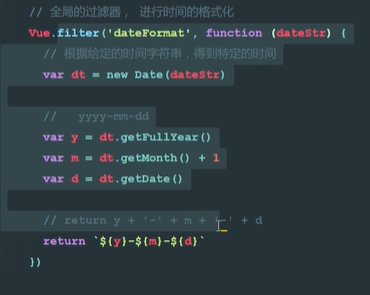 // 全局的过滤器， 进行时间的格式化
Vue.filter('dateFormat', function (dateStr) {
// 根据给定的时间字符串，得到特定的时间
var dt = new Date(dateStr)
//   yyyy-mm-dd
var y = dt.getFullYear()
var m = dt.getMonth() + 1
var d = dt.getDate()
// return y + '-' + m + '-' + d
return `${y}-${m}-${d}`
})